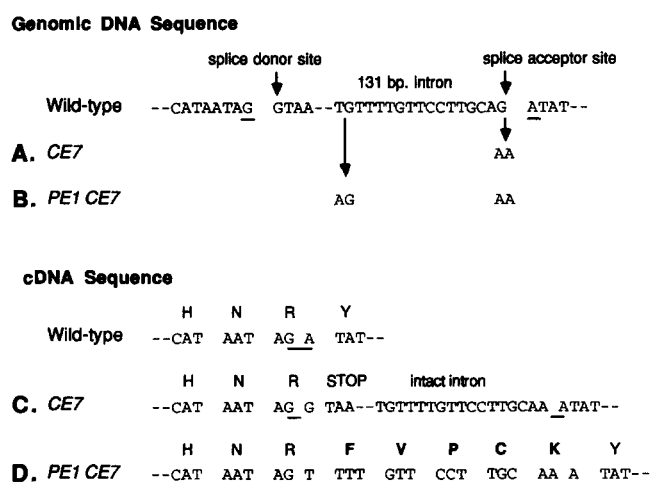 Genomic DNA Sequence
splice donor site splice acceptor site
131 bp. intron
Wild-type --CATAATAG GTAA--TGTTTTGTTCCTTGCAG ATAT--
A. CE7 AA
B. PE1 CE7 AG AA
cDNA Sequence
H N R Y
Wild-type --CAT AAT AG A TAT--
H N R STOP intact intron
C. CE7 --CAT AAT AG G TAA--TGTTTTGTTCCTTGCAA ATAT--
H N R F V P C K Y
D. PE1 CE7 --CAT AAT AG T TTT GTT CCT TGC AA A TAT--